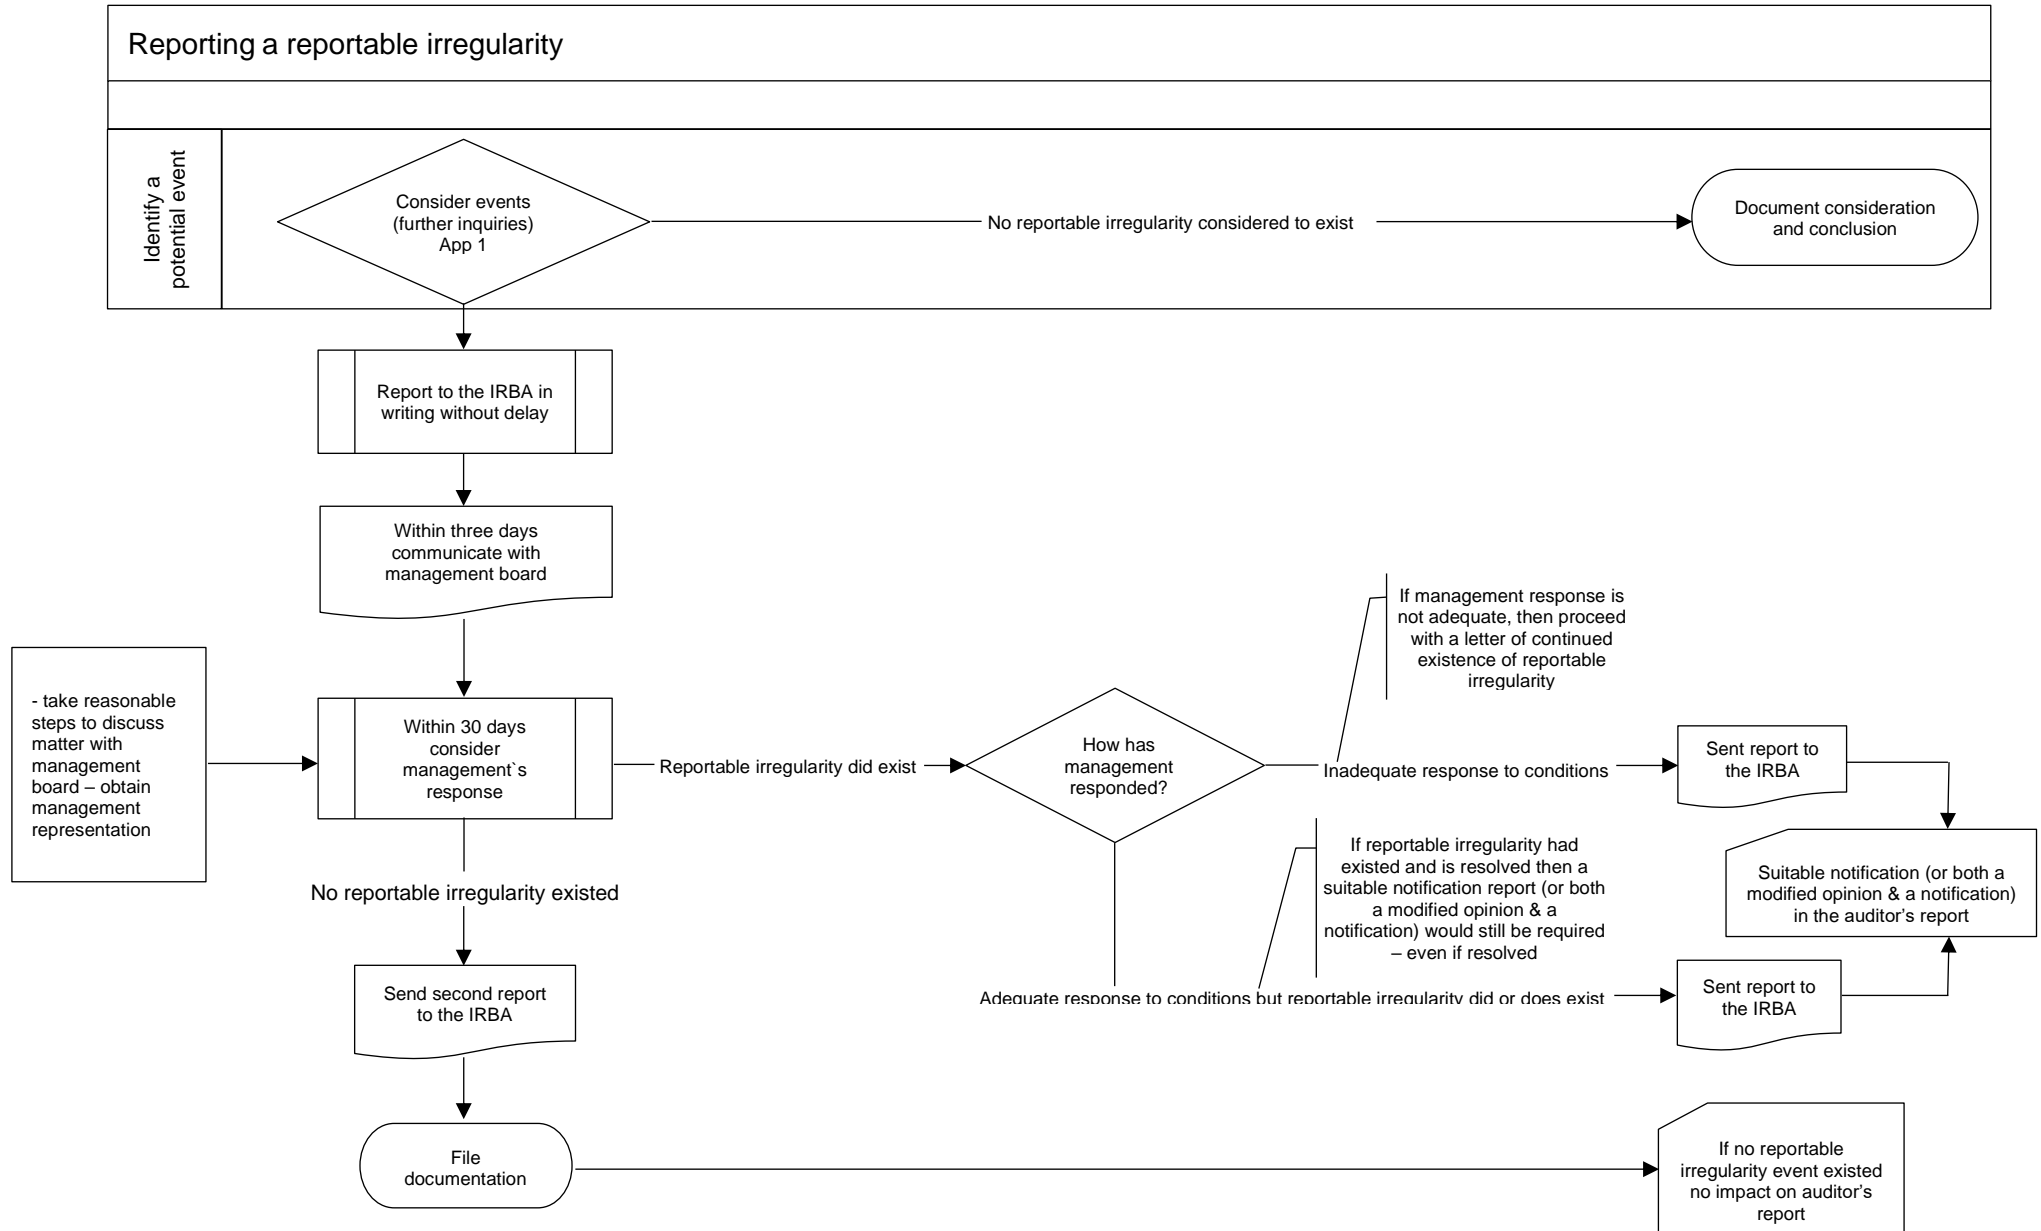 Reporting a reportable irregularity
Identify a
potential event
Consider events
(further inquiries)
App 1
No reportable irregularity considered to exist
Document consideration
and conclusion
Report to the IRBA in
writing without delay
Within three days
communicate with
management board
- take reasonable
steps to discuss
matter with
management
board – obtain
management
representation
Within 30 days
consider
management`s
response
Reportable irregularity did exist
How has
management
responded?
If management response is
not adequate, then proceed
with a letter of continued
existence of reportable
irregularity
Inadequate response to conditions
Sent report to
the IRBA
If reportable irregularity had
existed and is resolved then a
suitable notification report (or both
a modified opinion & a
notification) would still be required
– even if resolved
Suitable notification (or both a
modified opinion & a notification)
in the auditor’s report
Adequate response to conditions but reportable irregularity did or does exist
Sent report to
the IRBA
No reportable irregularity existed
Send second report
to the IRBA
File
documentation
If no reportable
irregularity event existed
no impact on auditor’s
report